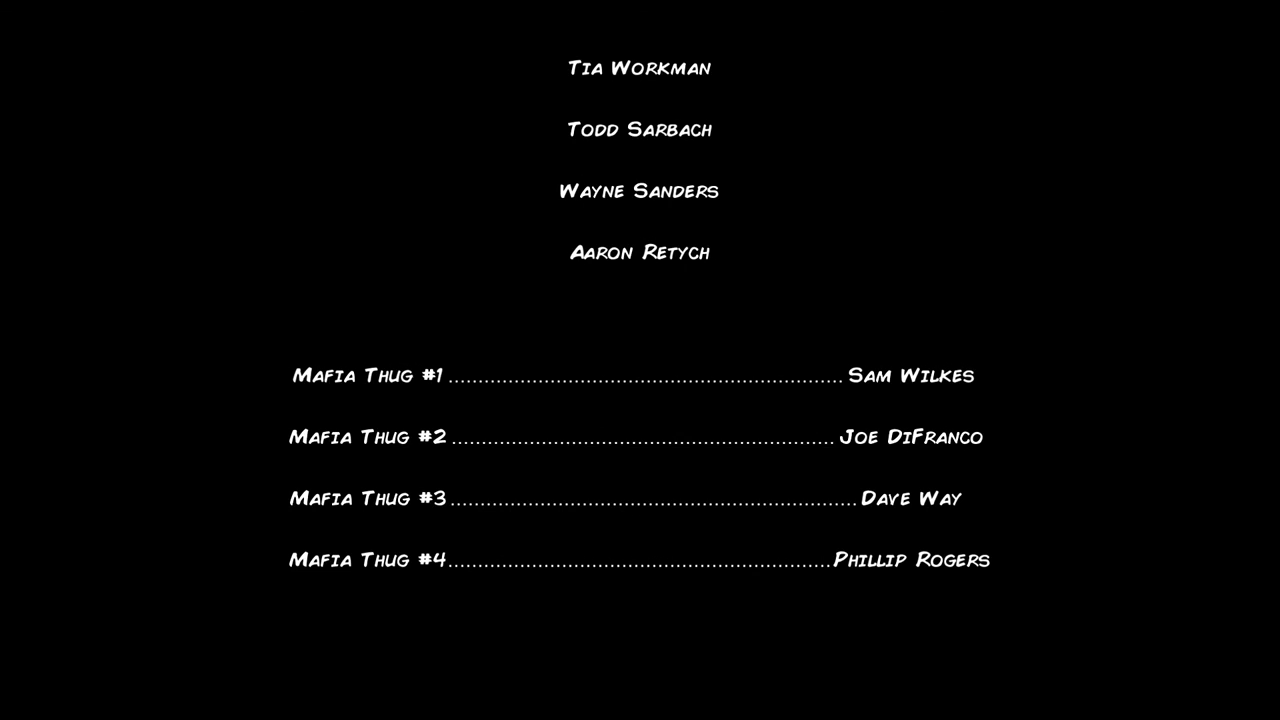 Tia Workman
Todd Sarbach
Wayne Sanders
Aaron Retych
Mafia Thug #1 ................................................................ Sam Wilkes
Mafia Thug #2 .............................................................. Joe DiFranco
Mafia Thug #3 .................................................................. Dave Way
Mafia Thug #4 .............................................................. Phillip Rogers